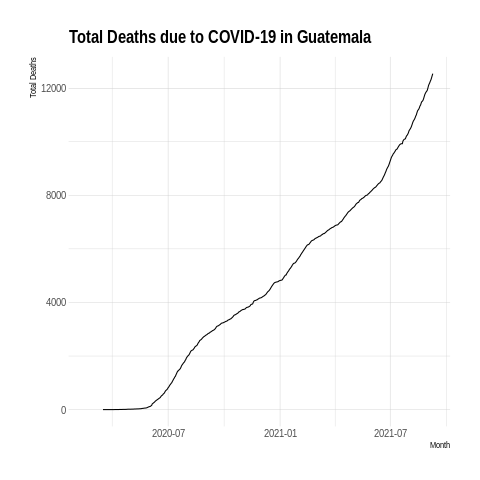 Total Deaths due to COVID-19 in Guatemala
Total Deaths
12000
8000
4000
0
2020-07
2021-01
2021-07
Month